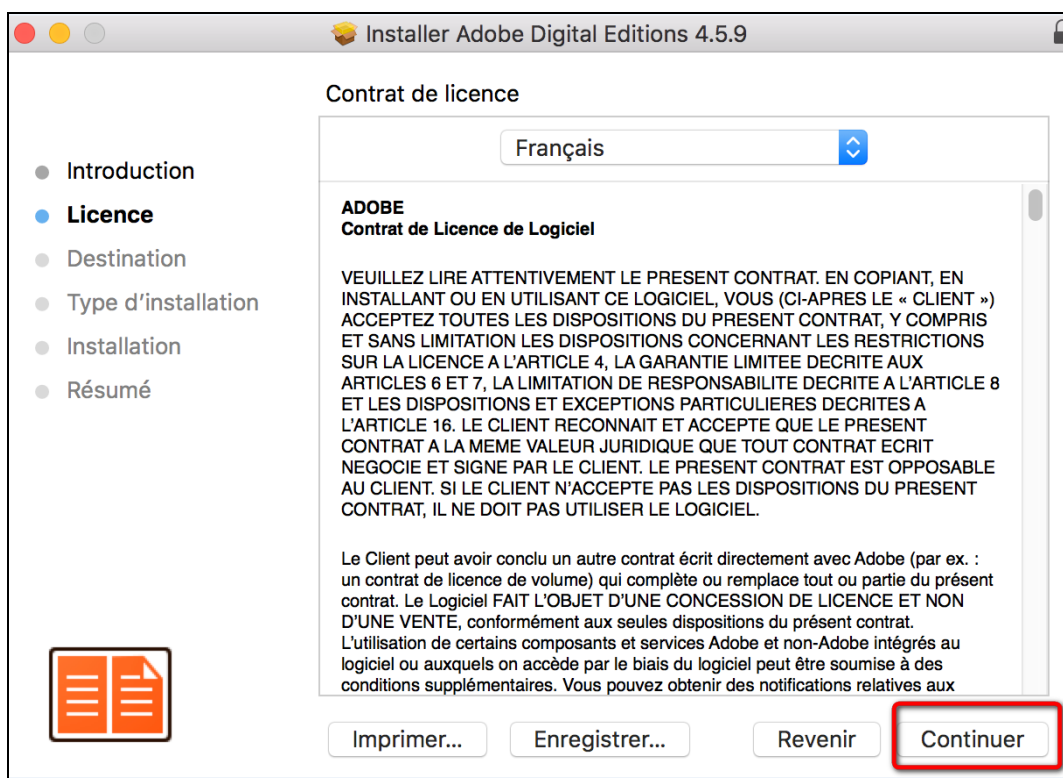 Installer Adobe Digital Editions 4.5.9
Contrat de licence
Français
Introduction
Licence
Destination
Type d’installation
Installation
Résumé
ADOBE
Contrat de Licence de Logiciel
VEUILLEZ LIRE ATTENTIVEMENT LE PRESENT CONTRAT. EN COPIANT, EN
INSTALLANT OU EN UTILISANT CE LOGICIEL, VOUS (CI-APRES LE « CLIENT »)
ACCEPTEZ TOUTES LES DISPOSITIONS DU PRESENT CONTRAT, Y COMPRIS
ET SANS LIMITATION LES DISPOSITIONS CONCERNANT LES RESTRICTIONS
SUR LA LICENCE A L’ARTICLE 4, LA GARANTIE LIMITEE DECRITE AUX
ARTICLES 6 ET 7, LA LIMITATION DE RESPONSABILITE DECRITE A L’ARTICLE 8
ET LES DISPOSITIONS ET EXCEPTIONS PARTICULIERES DECRITES A
L’ARTICLE 16. LE CLIENT RECONNAIT ET ACCEPTE QUE LE PRESENT
CONTRAT A LA MEME VALEUR JURIDIQUE QUE TOUT CONTRAT ECRIT
NEGOCIE ET SIGNE PAR LE CLIENT. LE PRESENT CONTRAT EST OPPOSABLE
AU CLIENT. SI LE CLIENT N’ACCEPTE PAS LES DISPOSITIONS DU PRESENT
CONTRAT, IL NE DOIT PAS UTILISER LE LOGICIEL.
Le Client peut avoir conclu un autre contrat écrit directement avec Adobe (par ex. :
un contrat de licence de volume) qui complète ou remplace tout ou partie du présent
contrat. Le Logiciel FAIT L’OBJET D’UNE CONCESSION DE LICENCE ET NON
D’UNE VENTE, conformément aux seules dispositions du présent contrat.
L’utilisation de certains composants et services Adobe et non-Adobe intégrés au
logiciel ou auxquels on accède par le biais du logiciel peut être soumise à des
conditions supplémentaires. Vous pouvez obtenir des notifications relatives aux
Imprimer...
Enregistrer...
Revenir
Continuer